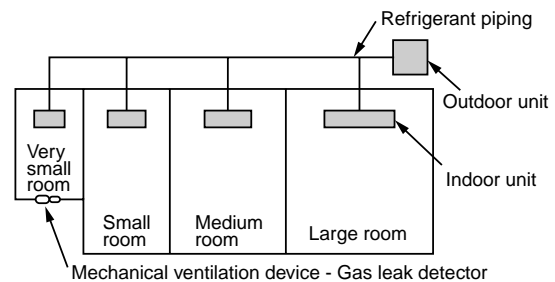 Refrigerant piping
Outdoor unit
Very
small
room
Indoor unit
Small
room
Medium
room
Large room
Mechanical ventilation device - Gas leak detector